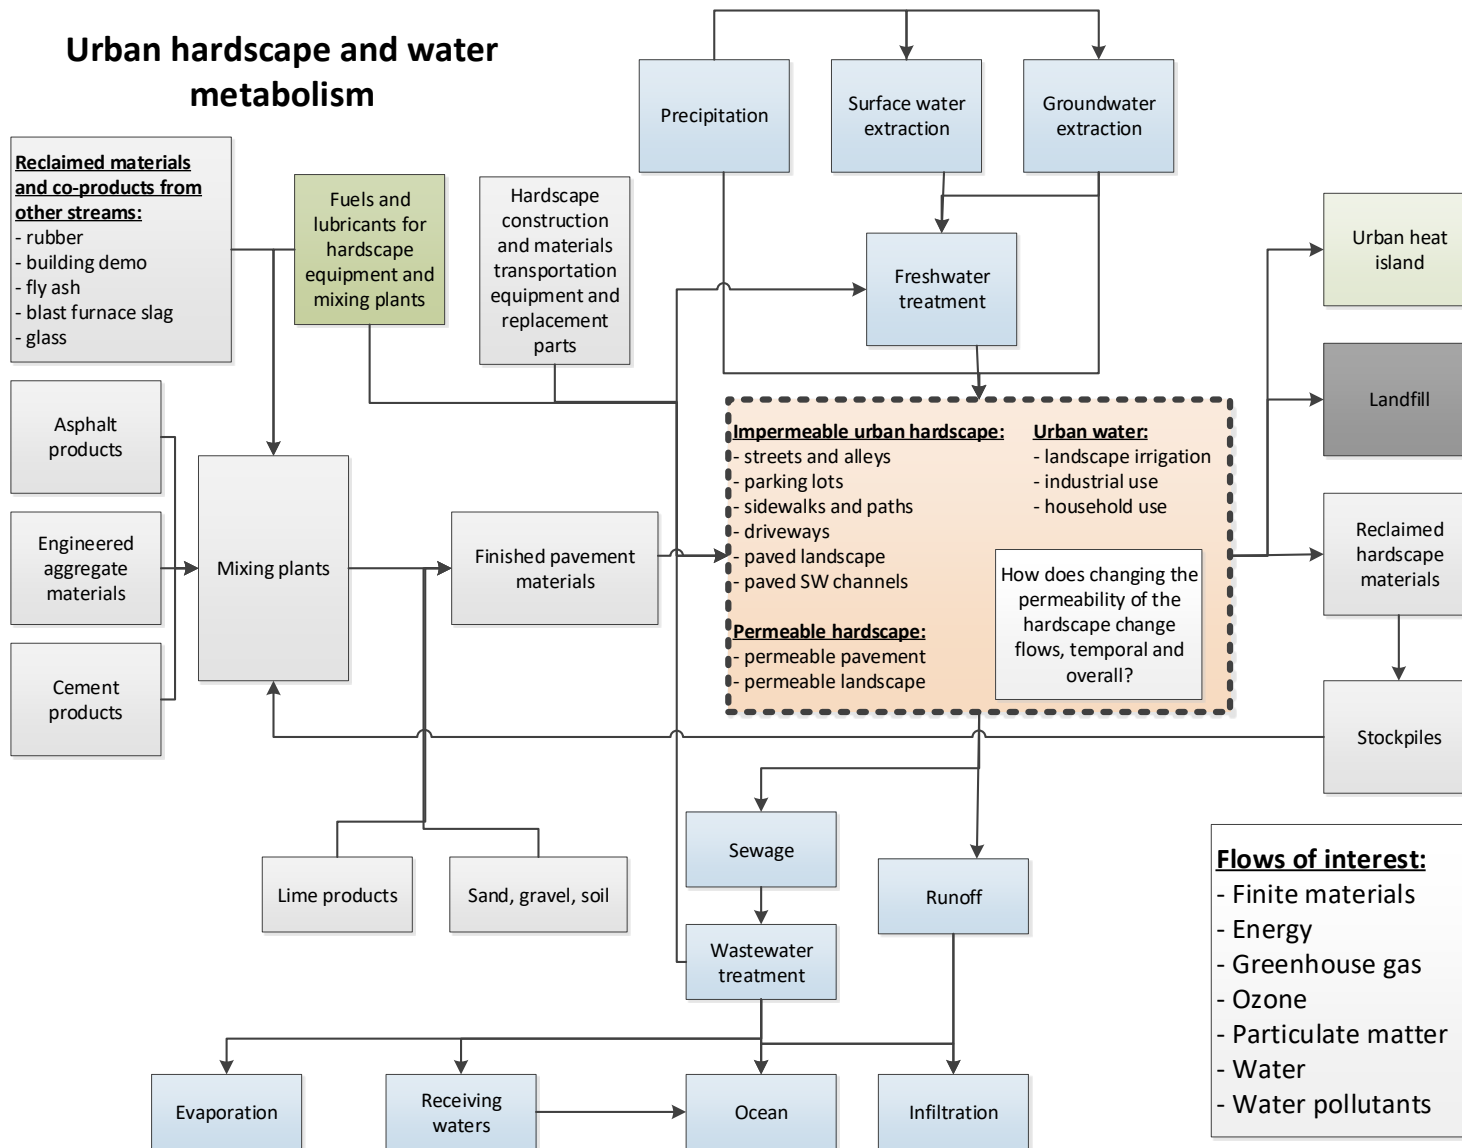 Urban hardscape and water
metabolism
Precipitation
Surface water
extraction
Groundwater
extraction
Reclaimed materials
and co-products from
other streams:
- rubber
- building demo
- fly ash
- blast furnace slag
- glass
Fuels and
lubricants for
hardscape
equipment and
mixing plants
Hardscape
construction
and materials
transportation
equipment and
replacement
parts
Freshwater
treatment
Urban heat
island
Landfill
Asphalt
products
Engineered
aggregate
materials
Cement
products
Mixing plants
Finished pavement
materials
Impermeable urban hardscape:
- streets and alleys
- parking lots
- sidewalks and paths
- driveways
- paved landscape
- paved SW channels
Permeable hardscape:
- permeable pavement
- permeable landscape
Urban water:
- landscape irrigation
- industrial use
- household use
How does changing the
permeability of the
hardscape change
flows, temporal and
overall?
Reclaimed
hardscape
materials
Stockpiles
Lime products
Sand, gravel, soil
Sewage
Runoff
Wastewater
treatment
Evaporation
Receiving
waters
Ocean
Infiltration
Flows of interest:
- Finite materials
- Energy
- Greenhouse gas
- Ozone
- Particulate matter
- Water
- Water pollutants